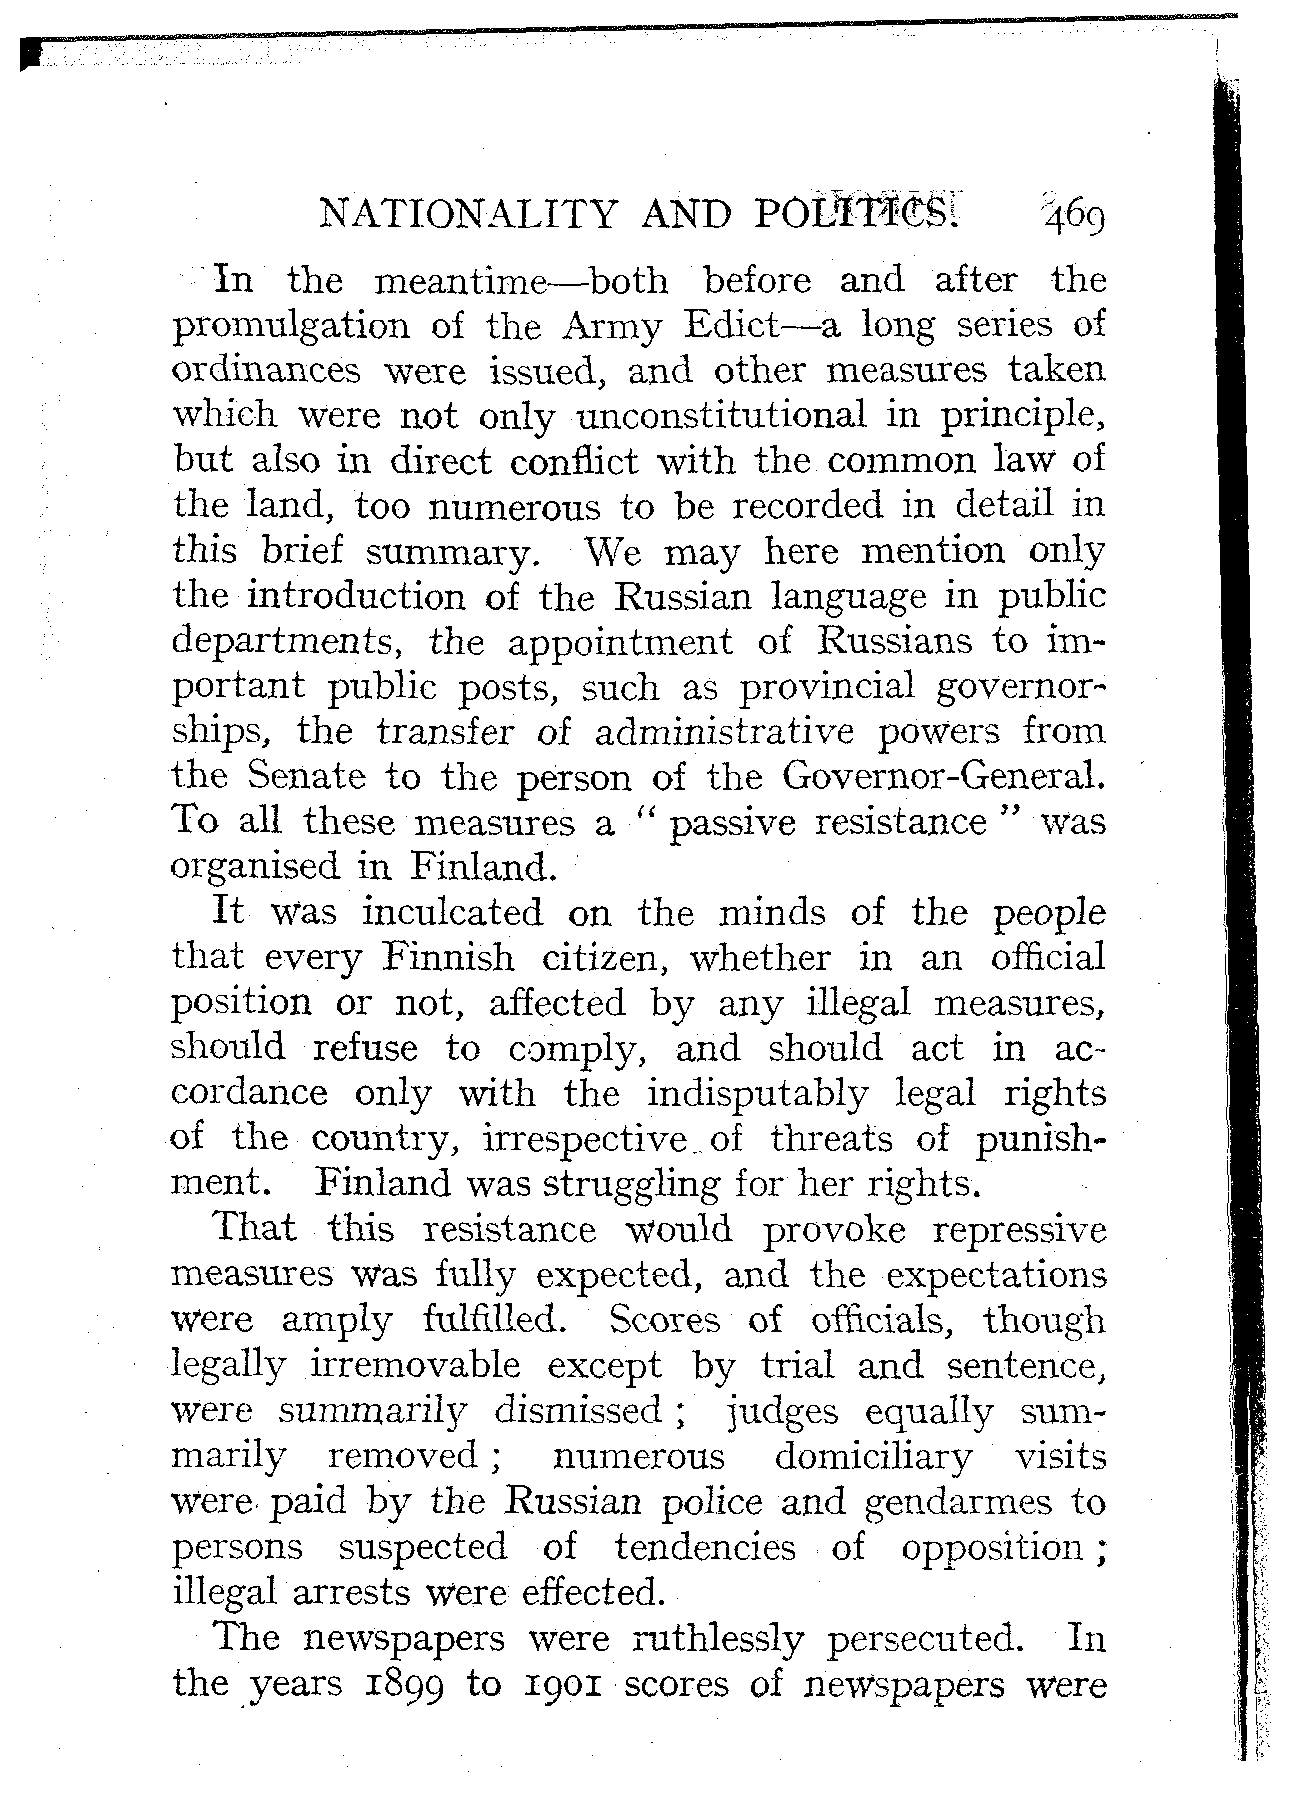 NATIONALITY AND POLITICS. 469
In the meantime—both before and after the
promulgation of the Army Edict—a long series of
ordinances were issued, and other measures taken
which were not only unconstitutional in principle,
but also in direct conflict with the common law of
the land, too numerous to be recorded in detail in
this brief summary. We may here mention only
the introduction of the Russian language in public
departments, the appointment of Russians to im-
portant public posts, such as provincial governor-
ships, the transfer of administrative powers from
the Senate to the person of the Governor-General.
To all these measures a “ passive resistance ” was
organised in Finland.
It was inculcated on the minds of the people
that every Finnish citizen, whether in an official
position or not, affected by any illegal measures,
should refuse to comply, and should act in ac-
cordance only with the indisputably legal rights
of the country, irrespective of threats of punish-
ment. Finland was struggling for her rights.
That this resistance would provoke repressive
measures was fully expected, and the expectations
were amply fulfilled. Scores of officials, though
legally irremovable except by trial and sentence,
were summarily dismissed ; judges equally sum-
marily removed ; numerous domiciliary visits
were paid by the Russian police and gendarmes to
persons suspected of tendencies of opposition ;
illegal arrests were effected.
The newspapers were ruthlessly persecuted. In
the years 1899 to 1901 scores of newspapers were